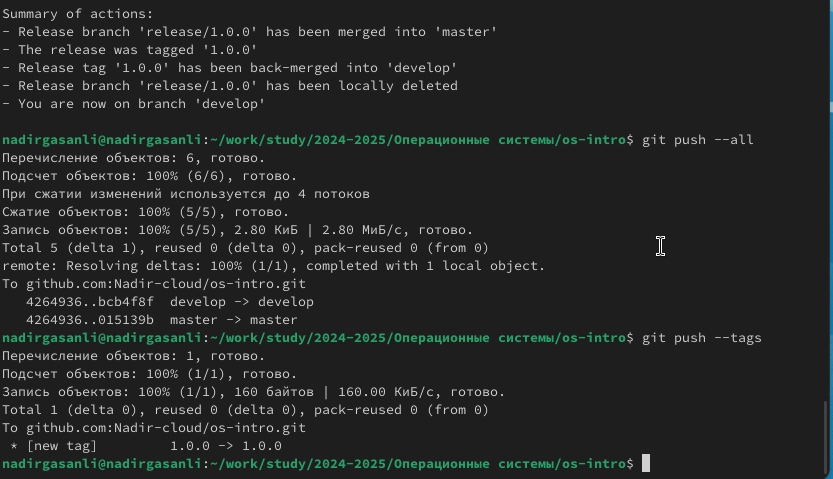 Summary of actions:
- Release branch 'release/1.0.0' has been merged into 'master'
- The release was tagged '1.0.0'
- Release tag '1.0.0' has been back-merged into 'develop'
- Release branch 'release/1.0.0' has been locally deleted
- You are now on branch 'develop'
nadirgasanli@nadirgasanli:~/work/study/2024-2025/Операционные системы/os-intro$ git push --all
Перечисление объектов: 6, готово.
Подсчет объектов: 100% (6/6), готово.
При сжатии изменений используется до 4 потоков
Сжатие объектов: 100% (5/5), готово.
Запись объектов: 100% (5/5), 2.80 КиБ | 2.80 МиБ/с, готово.
Total 5 (delta 1), reused 0 (delta 0), pack-reused 0 (from 0)
remote: Resolving deltas: 100% (1/1), completed with 1 local object.
To github.com:Nadir-cloud/os-intro.git
   4264936..bcb4f8f  develop -> develop
   4264936..015139b  master -> master
nadirgasanli@nadirgasanli:~/work/study/2024-2025/Операционные системы/os-intro$ git push --tags
Перечисление объектов: 1, готово.
Подсчет объектов: 100% (1/1), готово.
Запись объектов: 100% (1/1), 160 байтов | 160.00 КиБ/с, готово.
Total 1 (delta 0), reused 0 (delta 0), pack-reused 0 (from 0)
To github.com:Nadir-cloud/os-intro.git
 * [new tag]         1.0.0 -> 1.0.0
nadirgasanli@nadirgasanli:~/work/study/2024-2025/Операционные системы/os-intro$